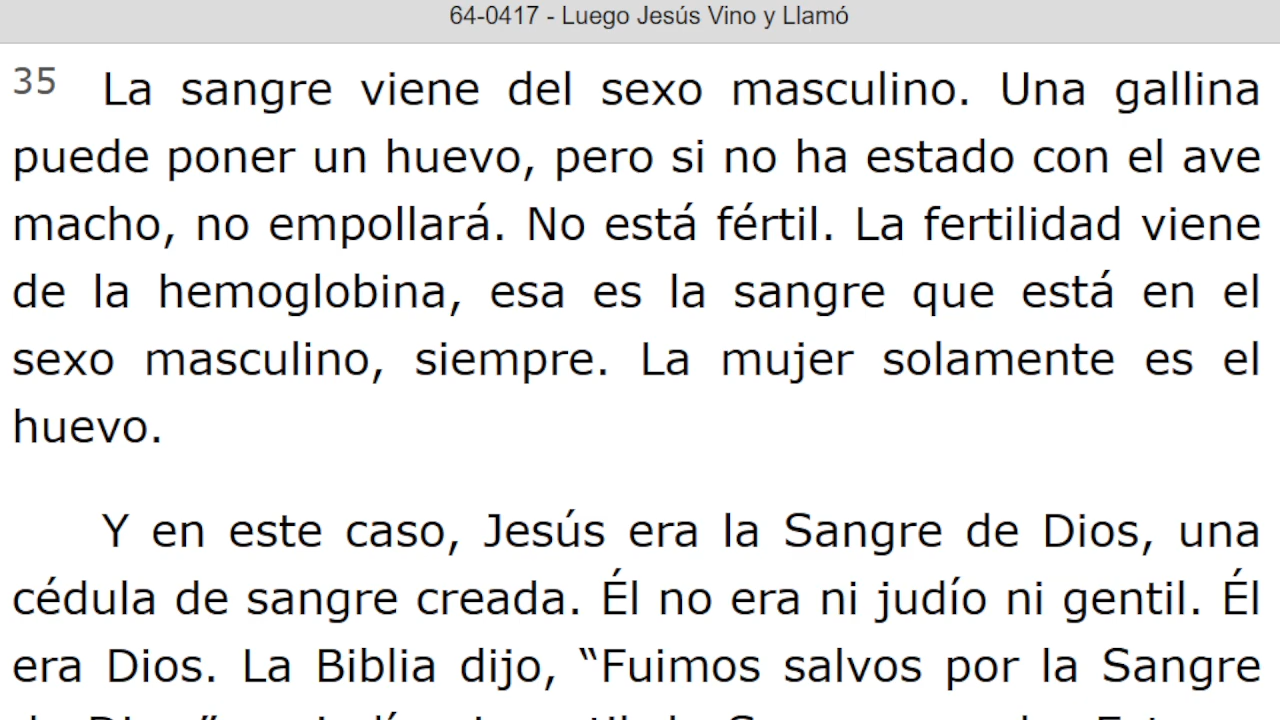 64-0417 - Luego Jesús Vino y Llamó
35 La sangre viene del sexo masculino. Una gallina
puede poner un huevo, pero si no ha estado con el ave
macho, no empollará. No está fértil. La fertilidad viene
de la hemoglobina, esa es la sangre que está en el
sexo masculino, siempre. La mujer solamente es el
huevo.
Y en este caso, Jesús era la Sangre de Dios, una
cédula de sangre creada. Él no era ni judío ni gentil. Él
era Dios. La Biblia dijo, “Fuimos salvos por la Sangre